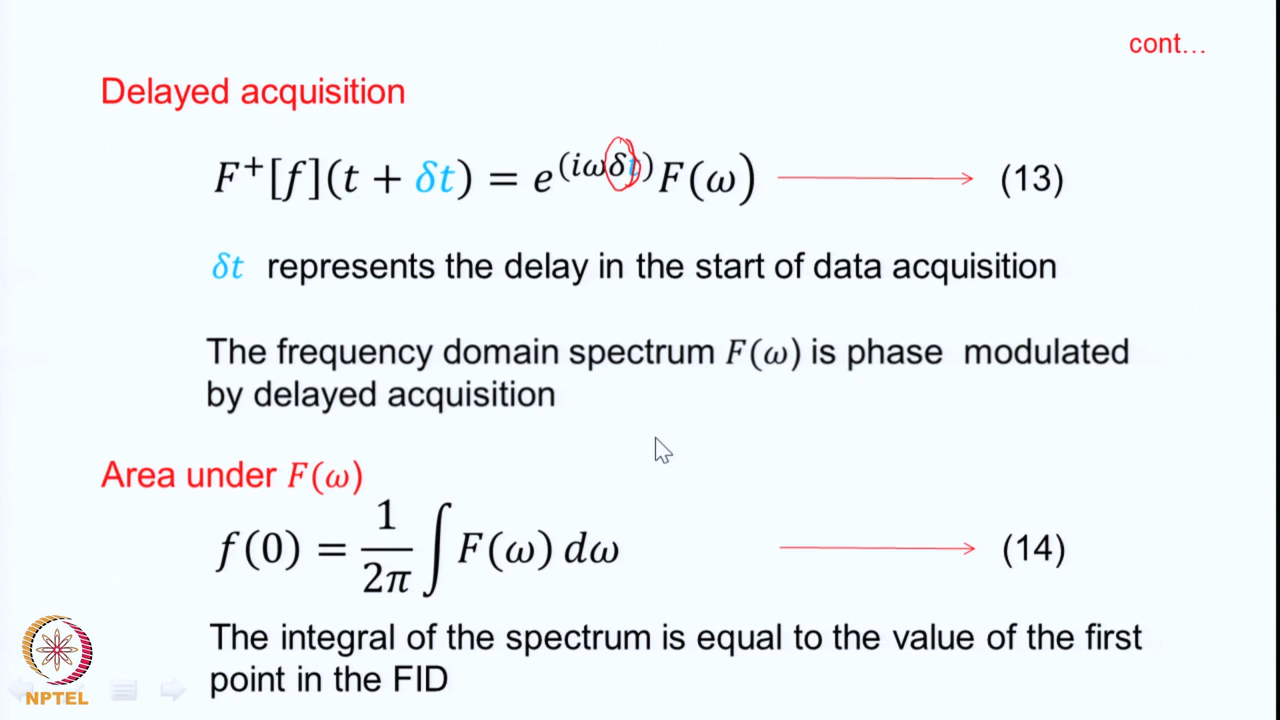 cont...
Delayed acquisition
F⁺[f](t + δt) = e^(iωδt) F(ω) (13)
δt represents the delay in the start of data acquisition
The frequency domain spectrum F(ω) is phase modulated
by delayed acquisition
Area under F(ω)
f(0) = 1/2π ∫ F(ω) dω (14)
The integral of the spectrum is equal to the value of the first
point in the FID
NPTEL